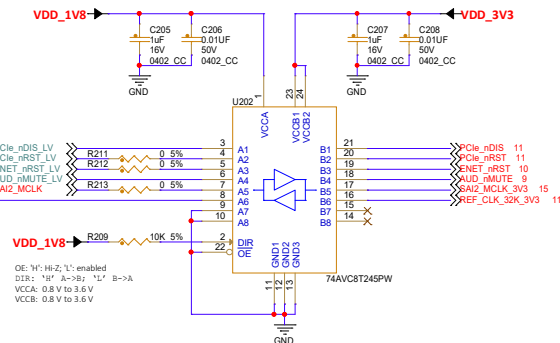 VDD_1V8
VDD_3V3
C205
1uF
16V
0402_CC
C206
0.01UF
50V
0402_CC
C207
1uF
16V
0402_CC
C208
0.01UF
50V
0402_CC
GND
GND
U202
1
23
24
VCCA
VCCB1
VCCB2
CIe_nDIS_LV
3
A1
B1
21
PCIe_nDIS 11
CIe_nRST_LV
R211
0 5%
4
A2
B2
20
PCIe_nRST 11
NET_nRST_LV
R212
0 5%
5
A3
B3
19
ENET_nRST 10
UD_nMUTE_LV
6
A4
B4
18
AUD_nMUTE 9
AI2_MCLK
R213
0 5%
7
A5
B5
17
SAI2_MCLK_3V3 15
8
A6
B6
16
REF_CLK_32K_3V3 11
9
A7
B7
15
10
A8
B8
14
VDD_1V8
R209
10K 5%
2
DIR
22
OE
GND1
GND2
GND3
11
12
13
74AVC8T245PW
OE: 'H': Hi-Z; 'L': enabled
DIR: 'H' A->B; 'L' B->A
VCCA: 0.8 V to 3.6 V
VCCB: 0.8 V to 3.6 V
GND